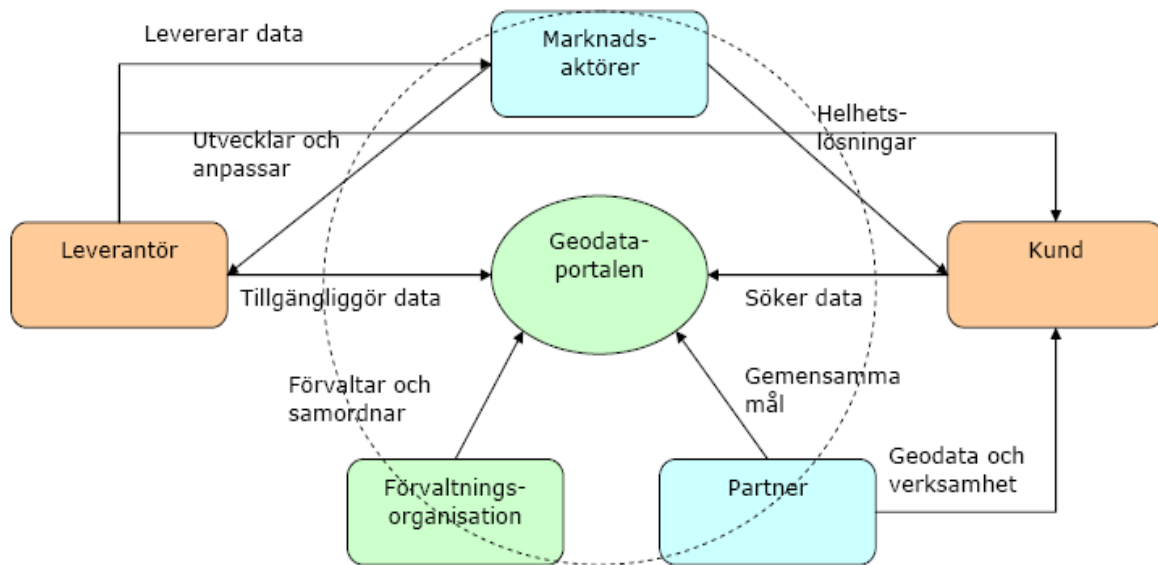 Levererar data
Marknads-
aktörer
Utvecklar och
anpassar
Helhets-
lösningar
Leverantör
Geodata-
portalen
Kund
Tillgängliggör data
Söker data
Förvaltar och
samordnar
Gemensamma
mål
Geodata och
verksamhet
Förvaltnings-
organisation
Partner